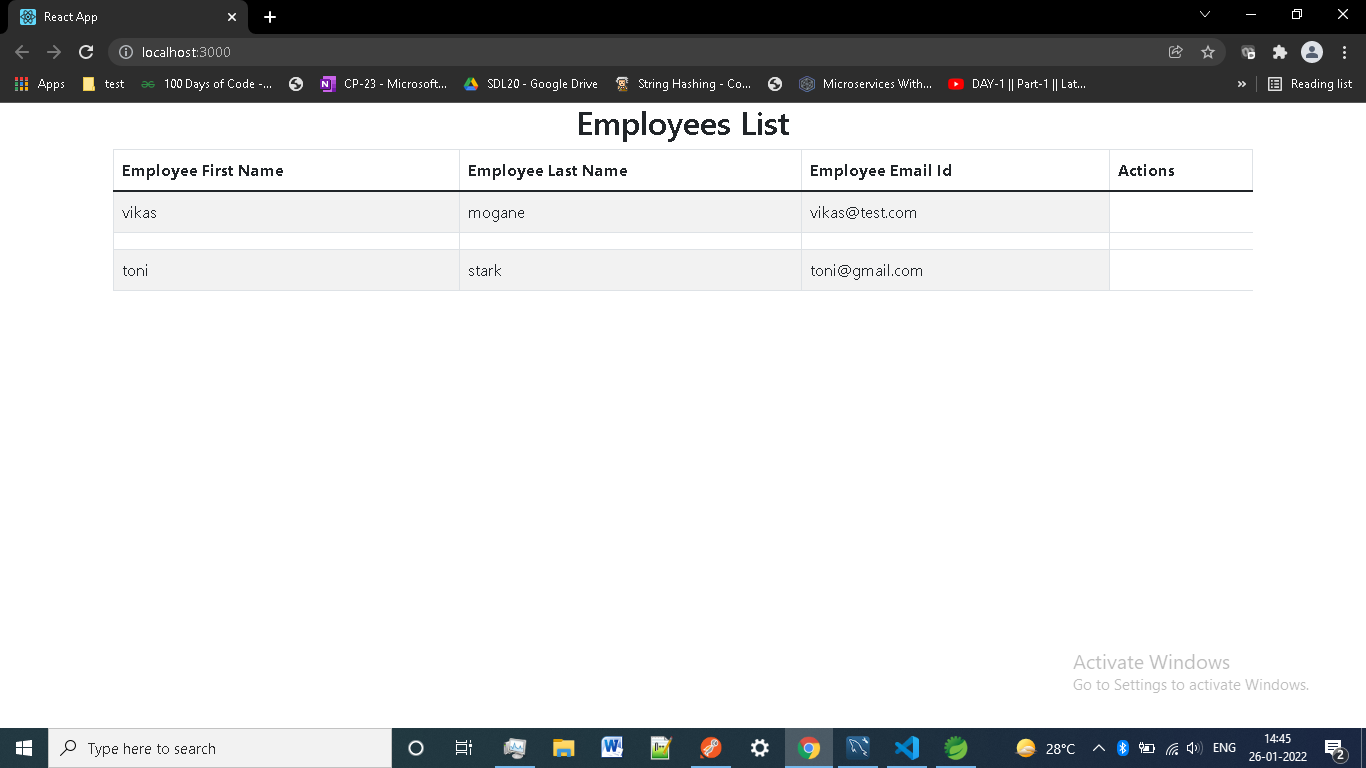 React App
localhost:3000
Apps test 100 Days of Code -... CP-23 - Microsoft... SDL20 - Google Drive String Hashing - Co... Microservices With... DAY-1 || Part-1 || Lat... » Reading list
Employees List
Employee First Name Employee Last Name Employee Email Id Actions
vikas mogane vikas@test.com
toni stark toni@gmail.com
Activate Windows
Go to Settings to activate Windows.
Type here to search 28°C ENG 14:45
26-01-2022 2